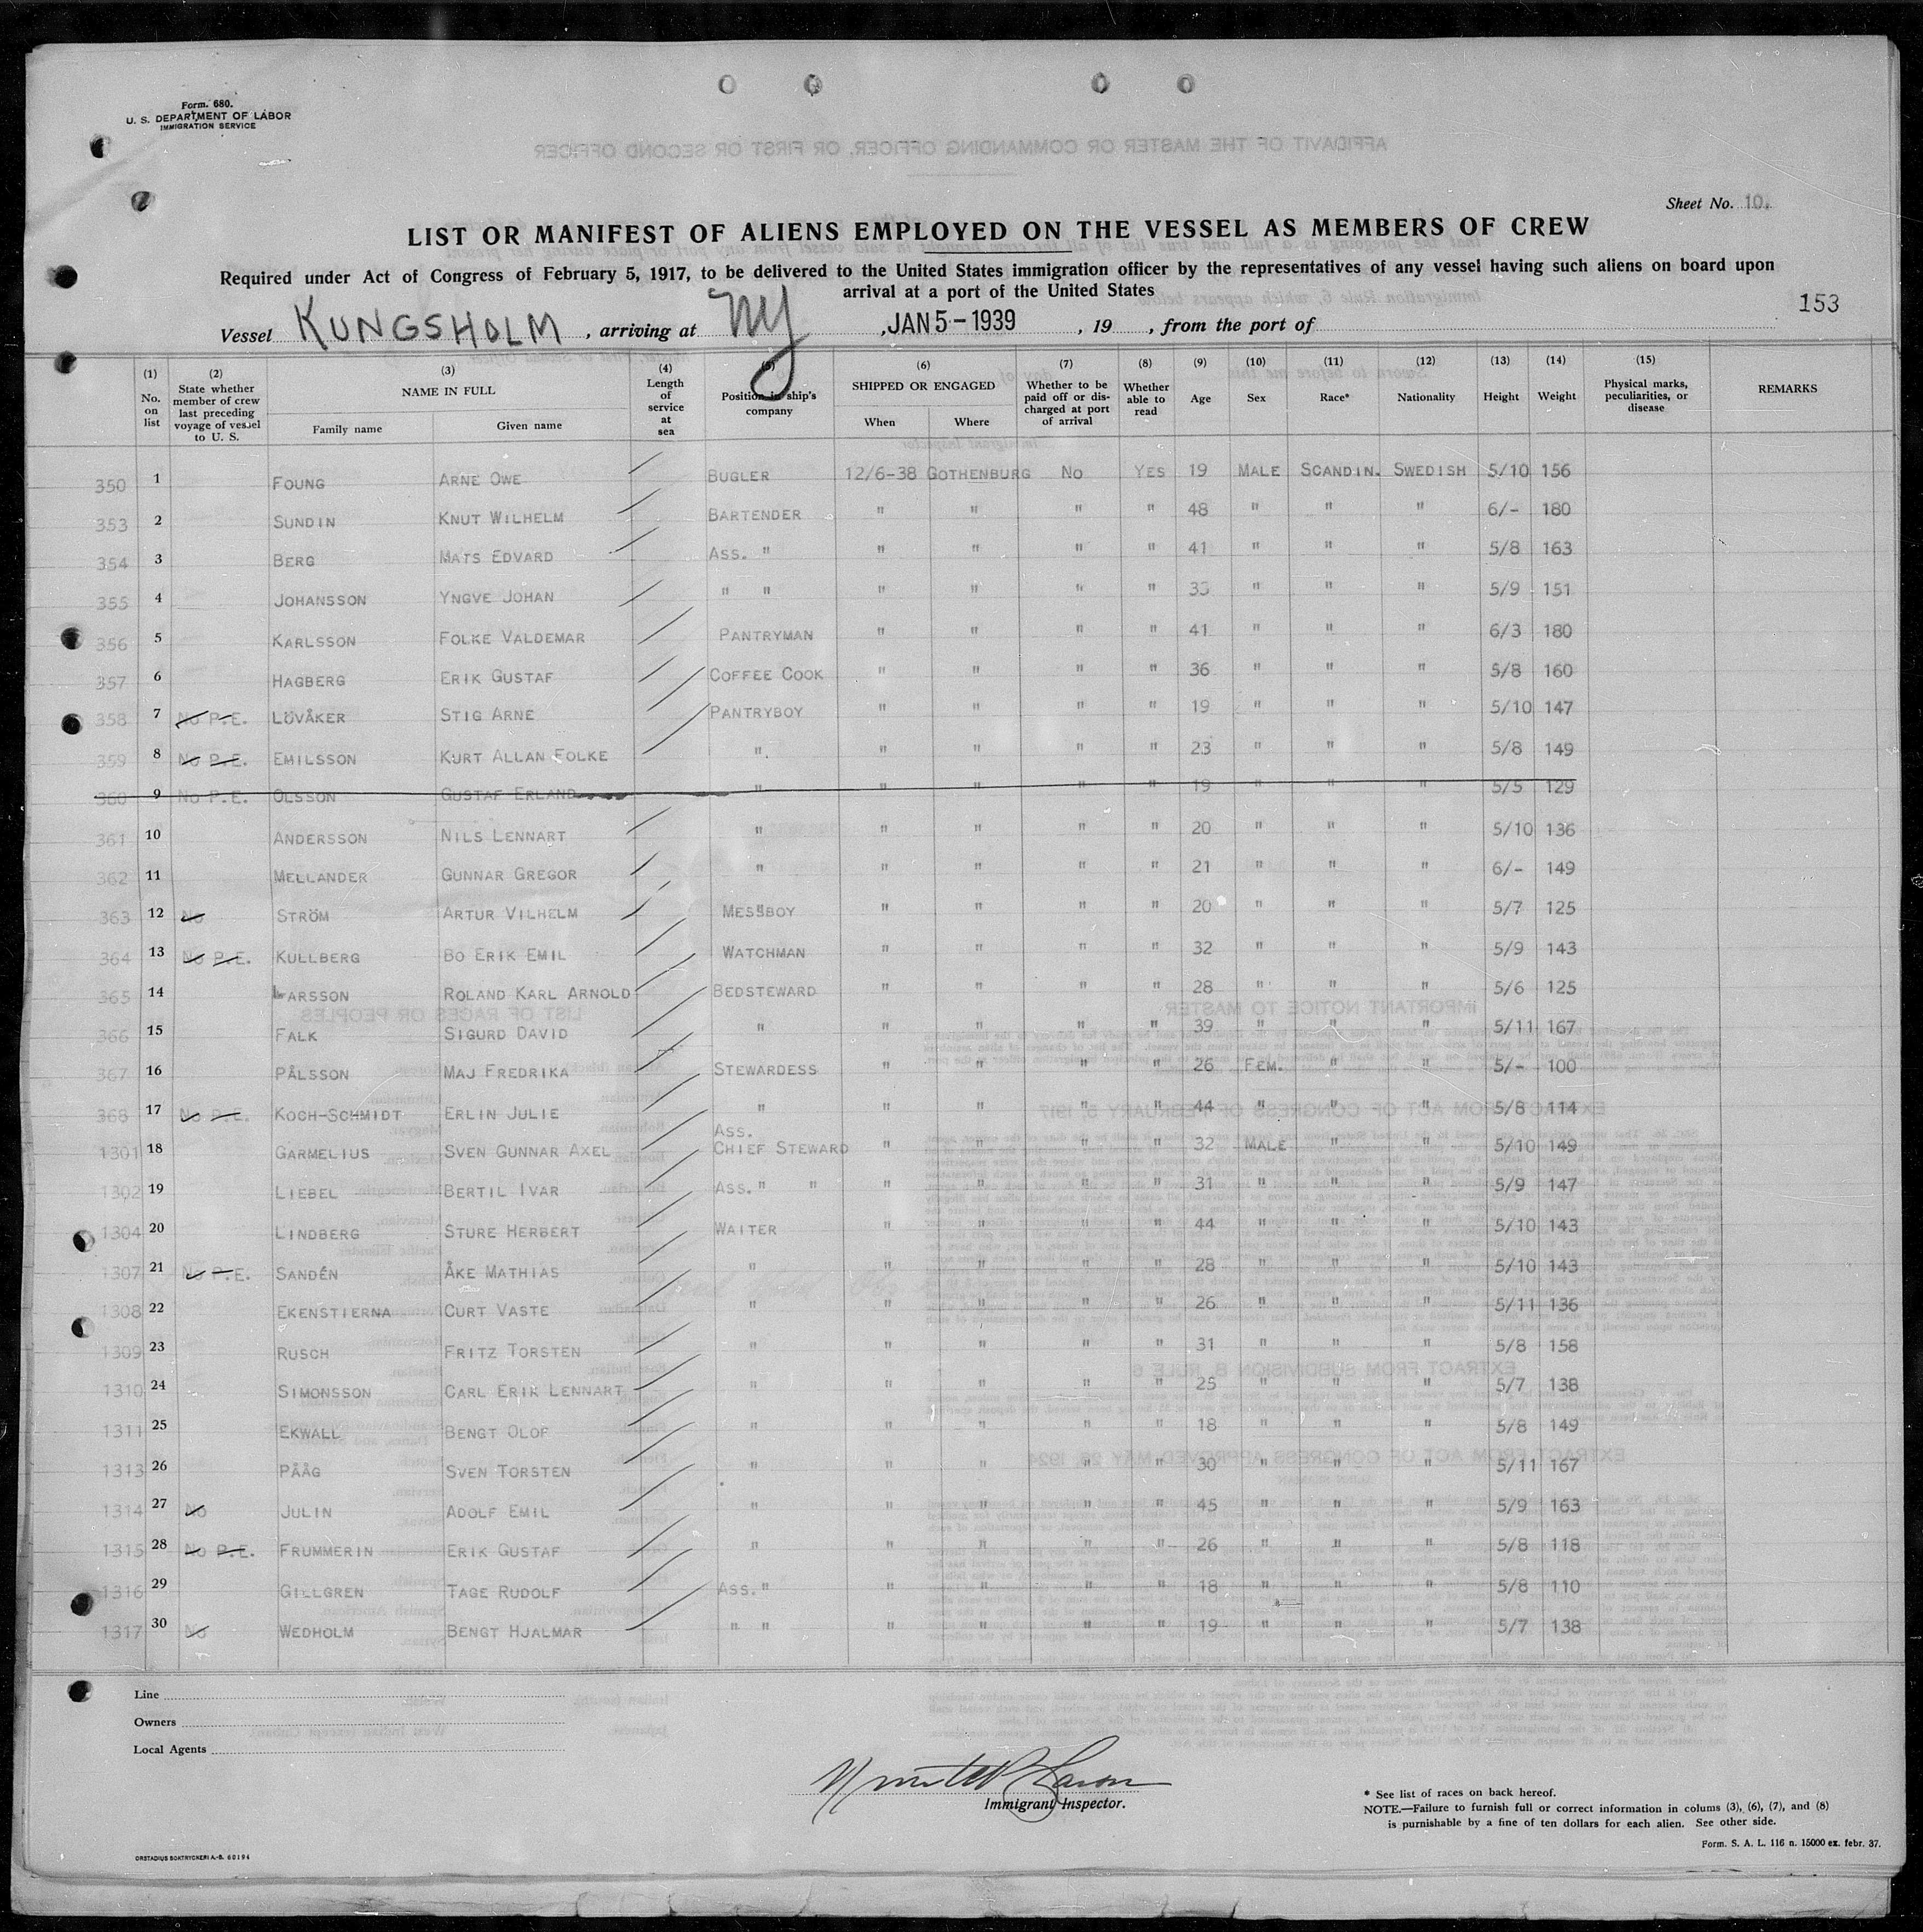 Form. 680.
U. S. DEPARTMENT OF LABOR
IMMIGRATION SERVICE
AFFIDAVIT OF THE MASTER OR COMMANDING OFFICER, OR FIRST OR SECOND OFFICER
Sheet No. 10.
LIST OR MANIFEST OF ALIENS EMPLOYED ON THE VESSEL AS MEMBERS OF CREW
Required under Act of Congress of February 5, 1917, to be delivered to the United States immigration officer by the representatives of any vessel having such aliens on board upon
arrival at a port of the United States
153
Vessel KUNGSHOLM, arriving at NY, JAN 5-1939, 19 , from the port of
(1) No. on list (2) State whether member of crew last preceding voyage of vessel to U. S. (3) NAME IN FULL Family name Given name (4) Length of service at sea (5) Position in ship's company (6) SHIPPED OR ENGAGED When Where (7) Whether to be paid off or discharged at port of arrival (8) Whether able to read (9) Age (10) Sex (11) Race* (12) Nationality (13) Height (14) Weight (15) Physical marks, peculiarities, or disease REMARKS
350 1 FOUNG ARNE OWE BUGLER 12/6-38 GOTHENBURG NO YES 19 MALE SCANDIN. SWEDISH 5/10 156
353 2 SUNDIN KNUT WILHELM BARTENDER " " " " 48 " " " 6/- 180
354 3 BERG MATS EDVARD ASS. " " " " " 41 " " " 5/8 163
355 4 JOHANSSON YNGVE JOHAN " " " " " " 33 " " " 5/9 151
356 5 KARLSSON FOLKE VALDEMAR PANTRYMAN " " " " 41 " " " 6/3 180
357 6 HAGBERG ERIK GUSTAF COFFEE COOK " " " " 36 " " " 5/8 160
358 7 NO P.E. LÖVÅKER STIG ARNE PANTRYBOY " " " " 19 " " " 5/10 147
359 8 NO P.E. EMILSSON KURT ALLAN FOLKE " " " " " 23 " " " 5/8 149
360 9 NO P.E. OLSSON GUSTAF ERLAND " " " " " 19 " " " 5/5 129
361 10 ANDERSSON NILS LENNART " " " " " 20 " " " 5/10 136
362 11 MELLANDER GUNNAR GREGOR " " " " " 21 " " " 6/- 149
363 12 NO STRÖM ARTUR VILHELM MESSBOY " " " " 20 " " " 5/7 125
364 13 NO P.E. KULLBERG BO ERIK EMIL WATCHMAN " " " " 32 " " " 5/9 143
365 14 LARSSON ROLAND KARL ARNOLD BEDSTEWARD " " " " 28 " " " 5/6 125
366 15 FALK SIGURD DAVID " " " " " 39 " " " 5/11 167
367 16 PÅLSSON MAJ FREDRIKA STEWARDESS " " " " 26 FEM. " " 5/- 100
368 17 NO P.E. KOCH-SCHMIDT ERLIN JULIE " " " " " 44 " " " 5/8 114
1301 18 GARMELIUS SVEN GUNNAR AXEL ASS. CHIEF STEWARD " " " " 32 MALE " " 5/10 149
1302 19 LIEBEL BERTIL IVAR ASS. " " " " " " 31 " " " 5/9 147
1304 20 LINDBERG STURE HERBERT WAITER " " " " 44 " " " 5/10 143
1307 21 NO P.E. SANDÉN ÅKE MATHIAS " " " " " 28 " " " 5/10 143
1308 22 EKENSTIERNA CURT VASTE " " " " " 26 " " " 5/11 136
1309 23 RUSCH FRITZ TORSTEN " " " " " 31 " " " 5/8 158
1310 24 SIMONSSON CARL ERIK LENNART " " " " " 25 " " " 5/7 138
1311 25 EKWALL BENGT OLOF " " " " " 18 " " " 5/8 149
1313 26 PÅÅG SVEN TORSTEN " " " " " 30 " " " 5/11 167
1314 27 NO JULIN ADOLF EMIL " " " " " 45 " " " 5/9 163
1315 28 NO P.E. FRUMMERIN ERIK GUSTAF " " " " " 26 " " " 5/8 118
1316 29 GILLGREN TAGE RUDOLF ASS. " " " " " 18 " " " 5/8 110
1317 30 NO WEDHOLM BENGT HJALMAR " " " " " " 19 " " " 5/7 138
Line
Owners
Local Agents
Immigrant Inspector.
* See list of races on back hereof.
NOTE.—Failure to furnish full or correct information in colums (3), (6), (7), and (8)
is punishable by a fine of ten dollars for each alien. See other side.
Form. S. A. L. 116 n. 15000 ex. febr. 37.
ORSTADIUS BOKTRYCKERI A.-B. 60194